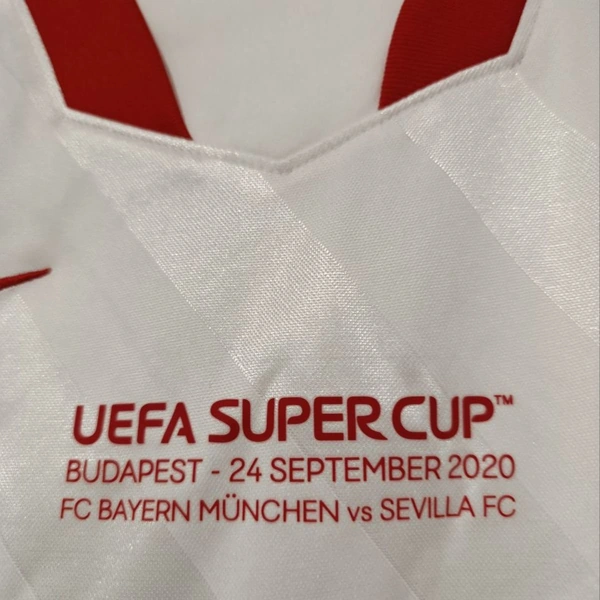 UEFA SUPER CUP™
BUDAPEST - 24 SEPTEMBER 2020
FC BAYERN MÜNCHEN vs SEVILLA FC